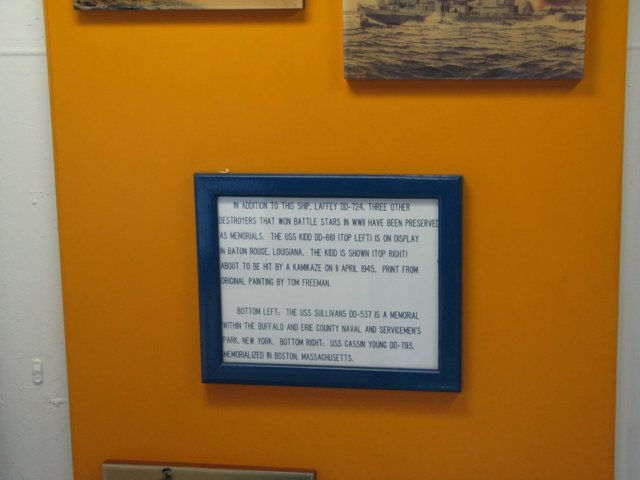 IN ADDITION TO THIS SHIP, LAFFEY DD-724, THREE OTHER
DESTROYERS THAT WON BATTLE STARS IN WWII HAVE BEEN PRESERVED
AS MEMORIALS. THE USS KIDD DD-661 (TOP LEFT) IS ON DISPLAY
IN BATON ROUGE, LOUISIANA. THE KIDD IS SHOWN (TOP RIGHT)
ABOUT TO BE HIT BY A KAMIKAZE ON 11 APRIL 1945. PRINT FROM
ORIGINAL PAINTING BY TOM FREEMAN.
BOTTOM LEFT: THE USS SULLIVANS DD-537 IS A MEMORIAL
WITHIN THE BUFFALO AND ERIE COUNTY NAVAL AND SERVICEMEN'S
PARK, NEW YORK. BOTTOM RIGHT: USS CASSIN YOUNG DD-793,
MEMORIALIZED IN BOSTON, MASSACHUSETTS.